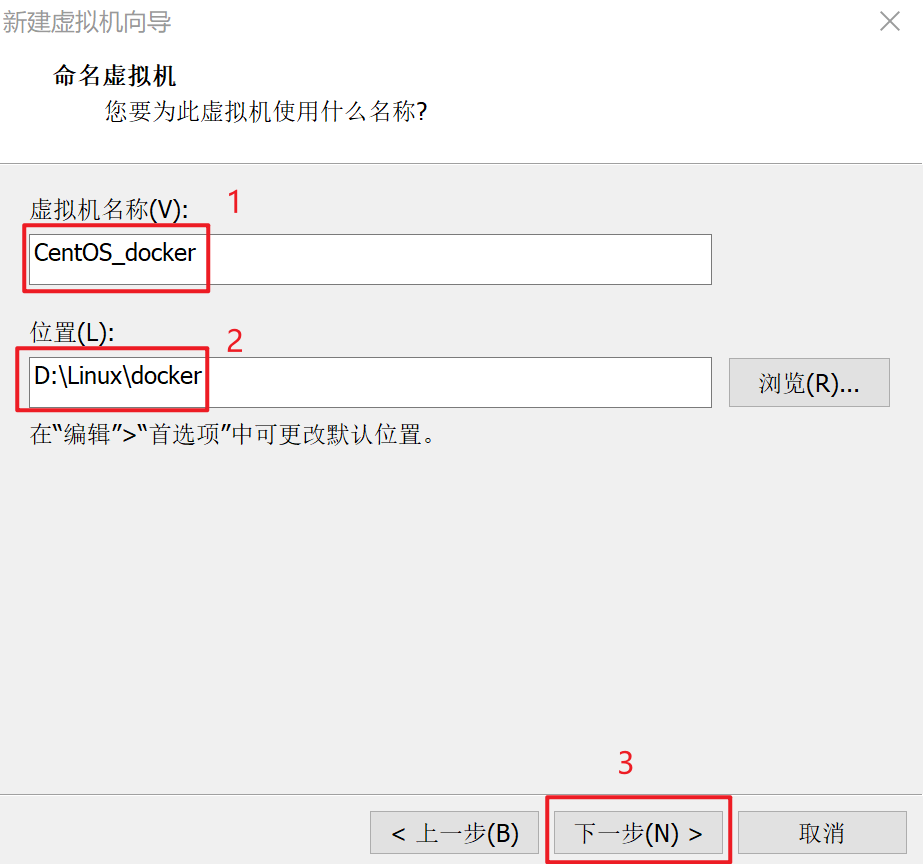 新建虚拟机向导
命名虚拟机
您要为此虚拟机使用什么名称?
虚拟机名称(V):
1
CentOS_docker
位置(L):
2
D:\Linux\docker
浏览(R)...
在“编辑”>“首选项”中可更改默认位置。
3
< 上一步(B)
下一步(N) >
取消